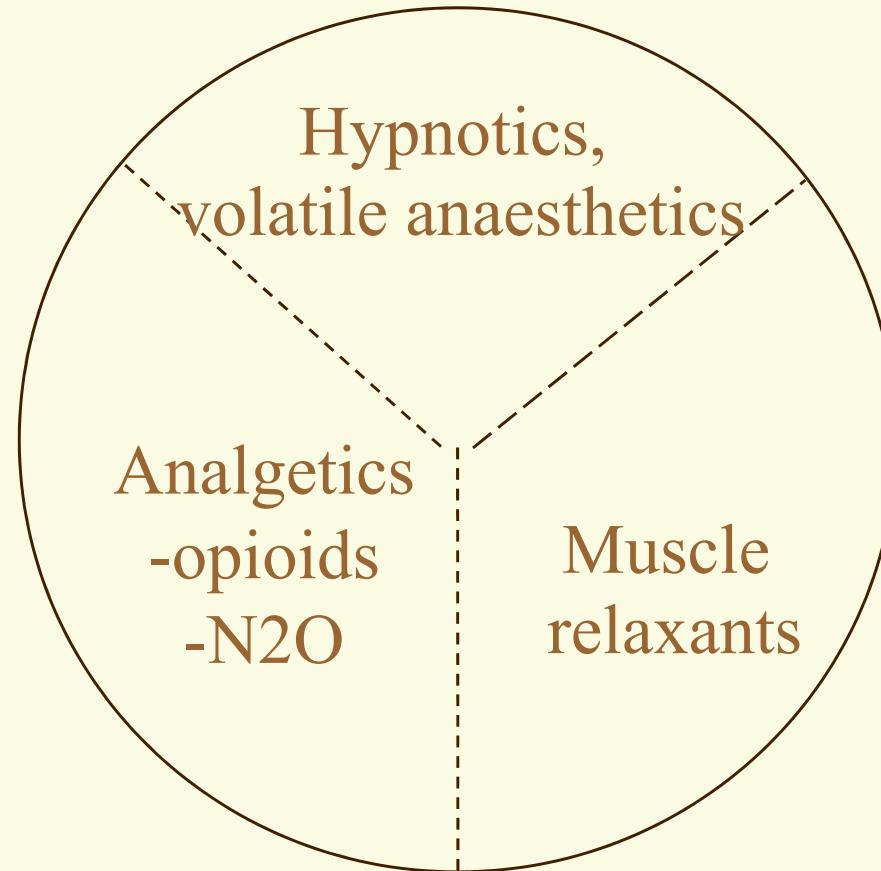 Hypnotics,
volatile anaesthetics
Analgetics
-opioids
-N2O
Muscle
relaxants